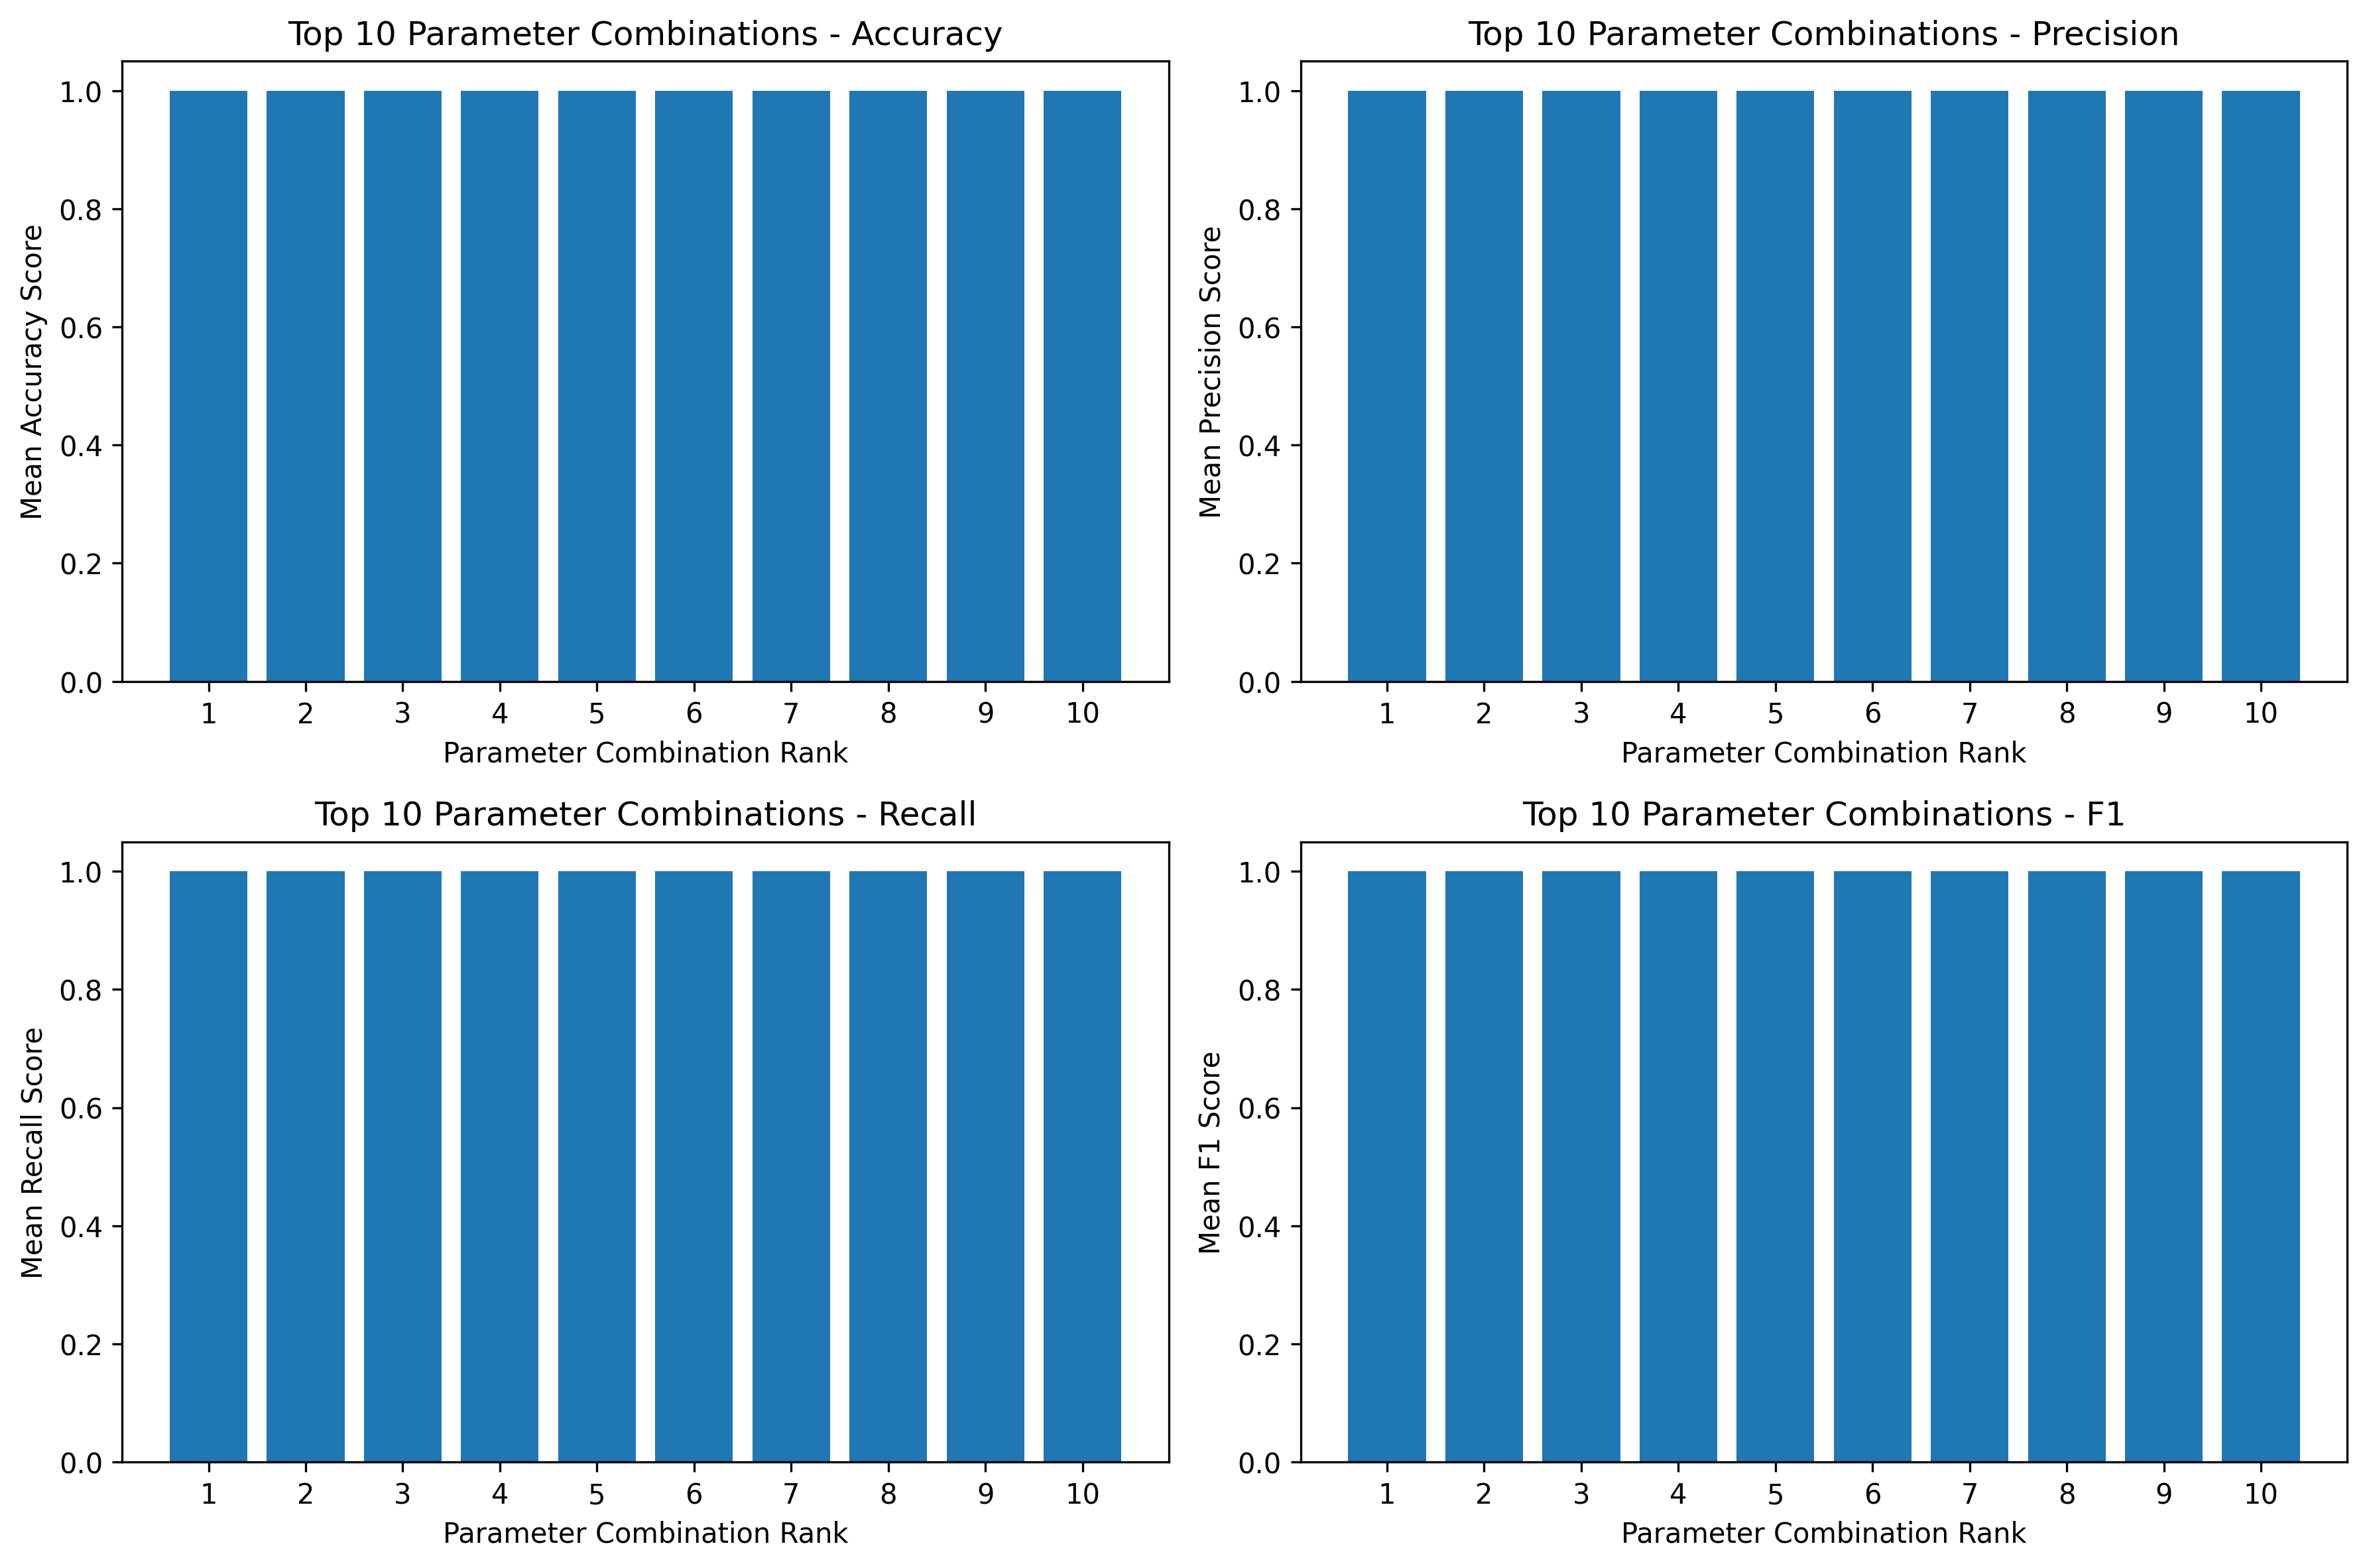 Top 10 Parameter Combinations - Accuracy
Mean Accuracy Score
1.0
0.8
0.6
0.4
0.2
0.0
1 2 3 4 5 6 7 8 9 10
Parameter Combination Rank
Top 10 Parameter Combinations - Precision
Mean Precision Score
1.0
0.8
0.6
0.4
0.2
0.0
1 2 3 4 5 6 7 8 9 10
Parameter Combination Rank
Top 10 Parameter Combinations - Recall
Mean Recall Score
1.0
0.8
0.6
0.4
0.2
0.0
1 2 3 4 5 6 7 8 9 10
Parameter Combination Rank
Top 10 Parameter Combinations - F1
Mean F1 Score
1.0
0.8
0.6
0.4
0.2
0.0
1 2 3 4 5 6 7 8 9 10
Parameter Combination Rank